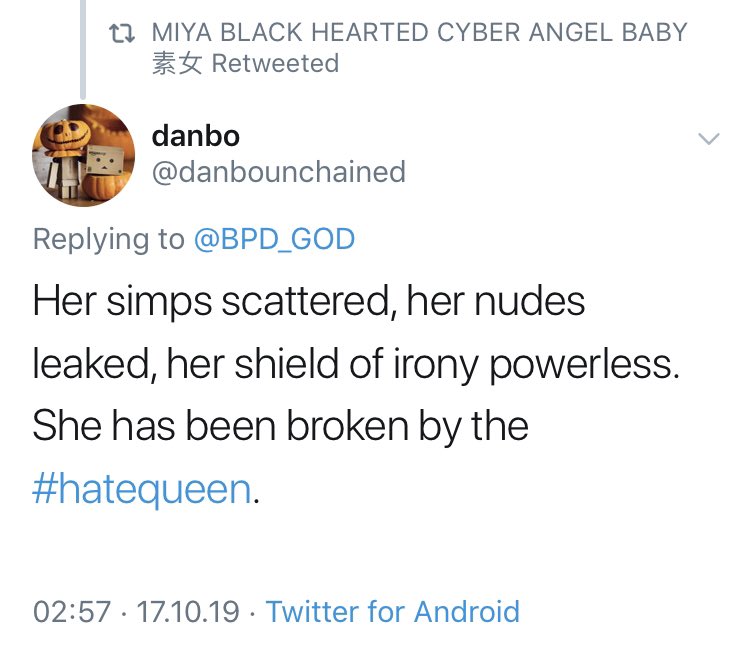 MIYA BLACK HEARTED CYBER ANGEL BABY
素女 Retweeted
danbo
@danbounchained
Replying to @BPD_GOD
Her simps scattered, her nudes
leaked, her shield of irony powerless.
She has been broken by the
#hatequeen.
02:57 · 17.10.19 · Twitter for Android